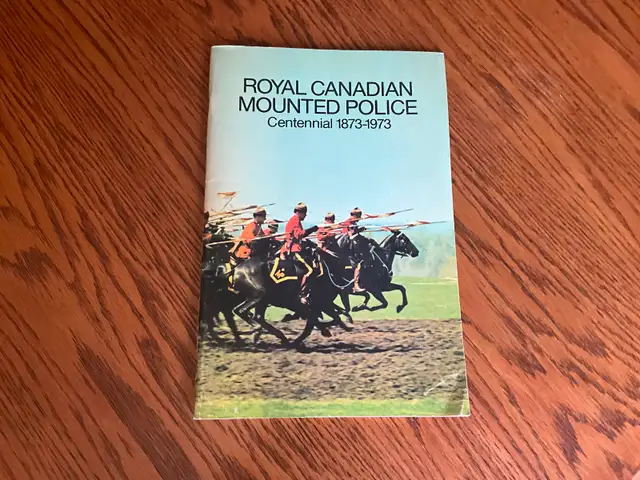 ROYAL CANADIAN
MOUNTED POLICE
Centennial 1873-1973